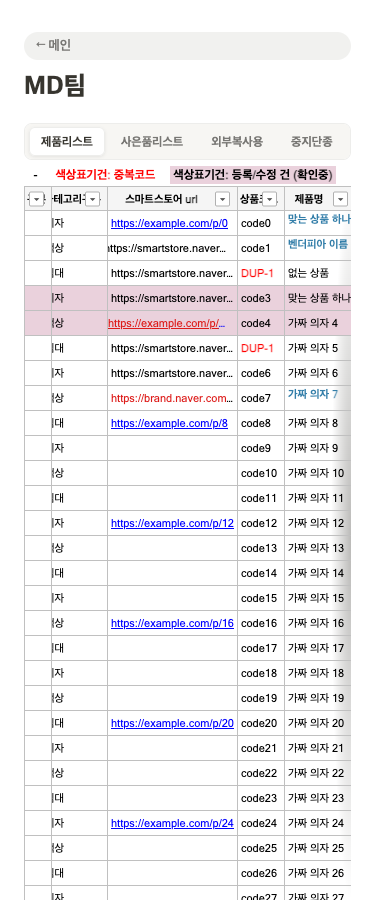 ← 메인
MD팀
제품리스트 사은품리스트 외부복사용 중지단종
- 색상표기건: 중복코드 색상표기건: 등록/수정 건 (확인중)
스마트스토어 url 제품명
https://example.com/p/0 code0 맞는 상품 하나
https://smartstore.naver... code1 벤더피아 이름
https://smartstore.naver... DUP-1 없는 상품
https://smartstore.naver... code3 맞는 상품 하나
https://example.com/p/... code4 가짜 의자 4
https://smartstore.naver... DUP-1 가짜 의자 5
https://smartstore.naver... code6 가짜 의자 6
https://brand.naver.com... code7 가짜 의자 7
https://example.com/p/8 code8 가짜 의자 8
code9 가짜 의자 9
code10 가짜 의자 10
code11 가짜 의자 11
https://example.com/p/12 code12 가짜 의자 12
code13 가짜 의자 13
code14 가짜 의자 14
code15 가짜 의자 15
https://example.com/p/16 code16 가짜 의자 16
code17 가짜 의자 17
code18 가짜 의자 18
code19 가짜 의자 19
https://example.com/p/20 code20 가짜 의자 20
code21 가짜 의자 21
code22 가짜 의자 22
code23 가짜 의자 23
https://example.com/p/24 code24 가짜 의자 24
code25 가짜 의자 25
code26 가짜 의자 26
code27 가짜 의자 27